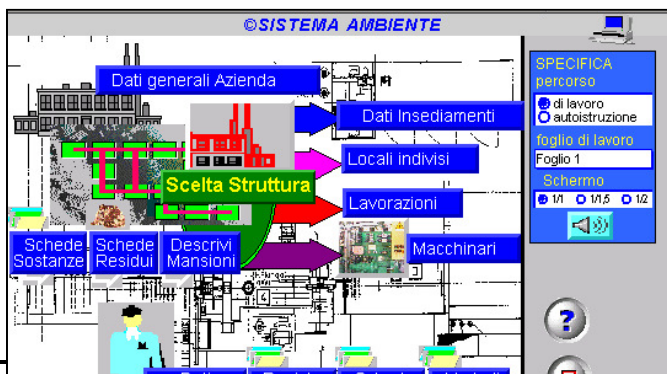 ©SISTEMA AMBIENTE
Dati generali Azienda
Dati Insediamenti
Locali indivisi
Scelta Struttura
Lavorazioni
Schede Sostanze
Schede Residui
Descrivi Mansioni
Macchinari
SPECIFICA
percorso
di lavoro
autoistruzione
foglio di lavoro
Foglio 1
Schermo
1/1 1/1,5 1/2
?